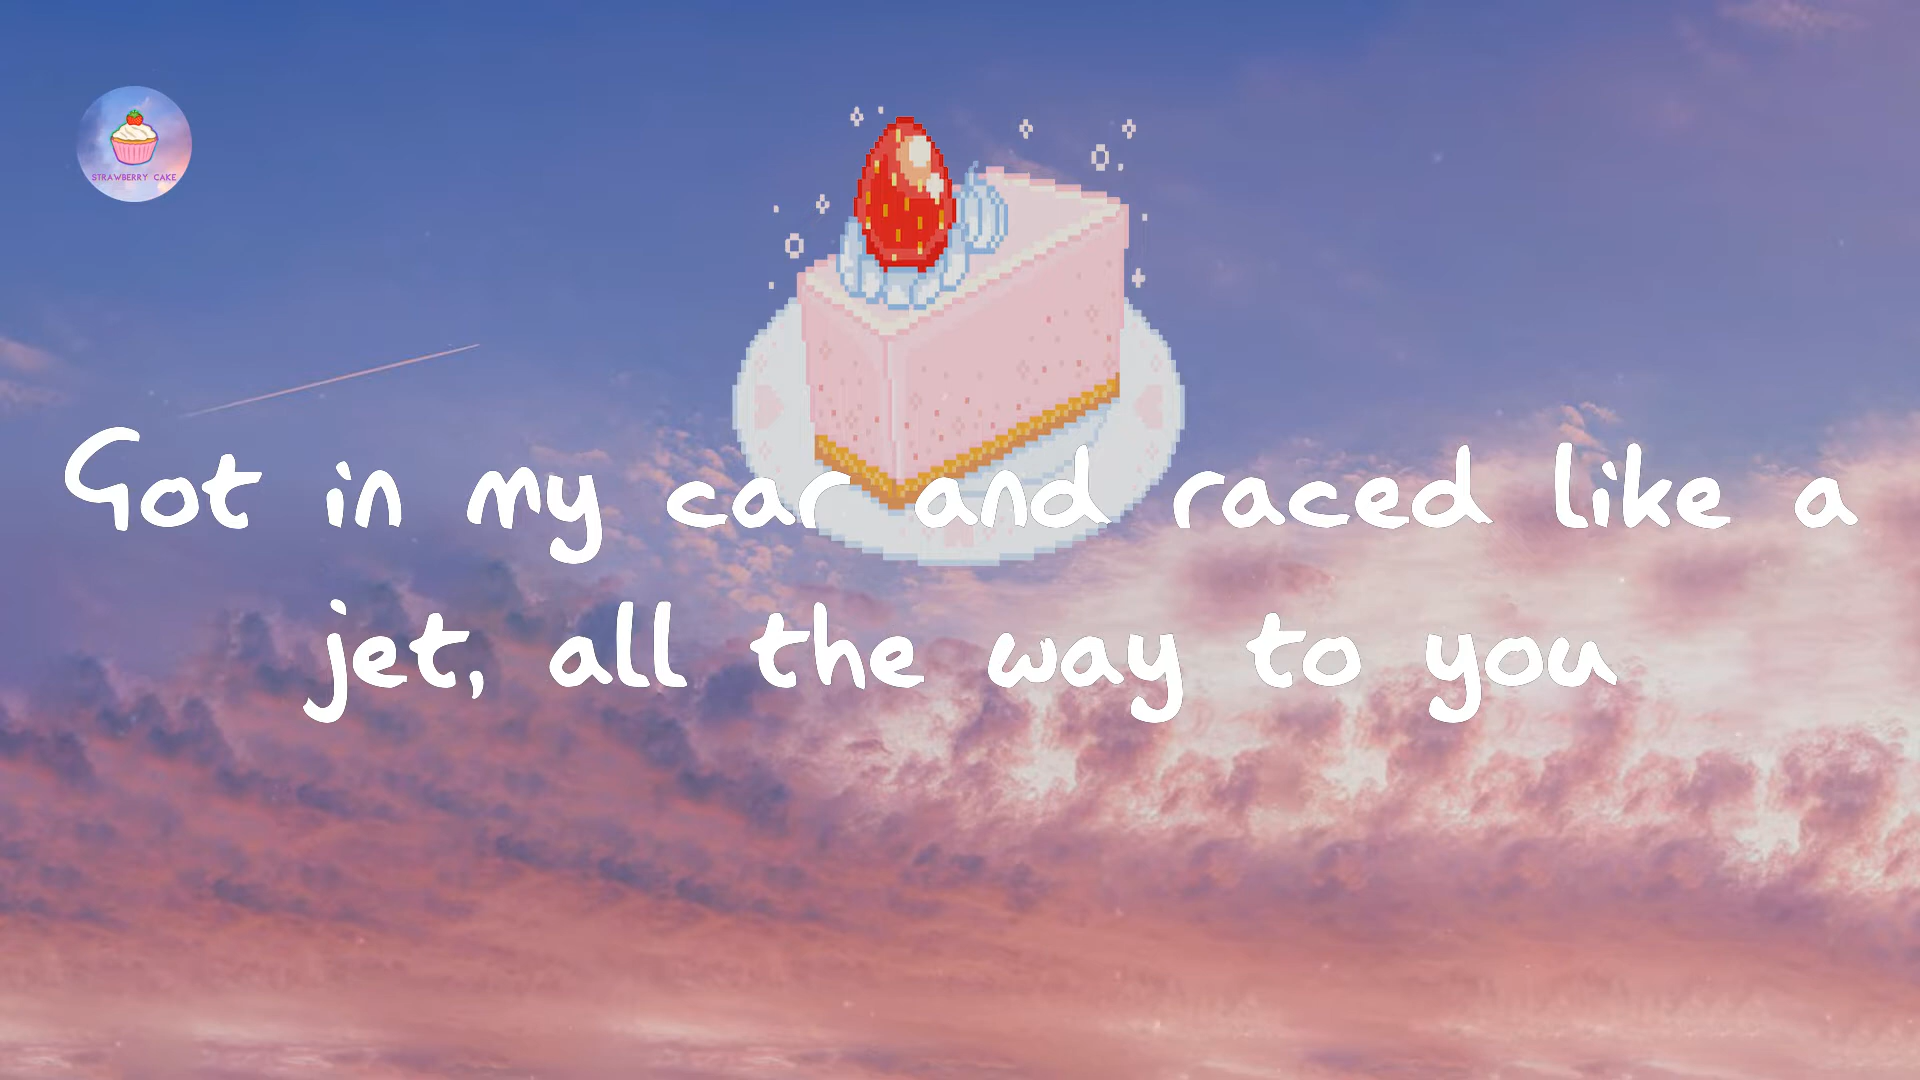 STRAWBERRY CAKE
Got in my car and raced like a
jet, all the way to you